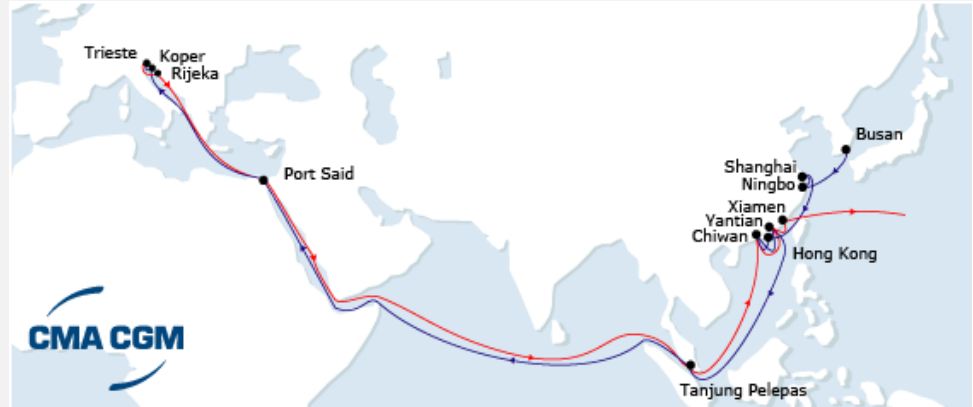 Trieste
Koper
Rijeka
Busan
Port Said
Shanghai
Ningbo
Xiamen
Yantian
Chiwan
Hong Kong
CMA CGM
Tanjung Pelepas